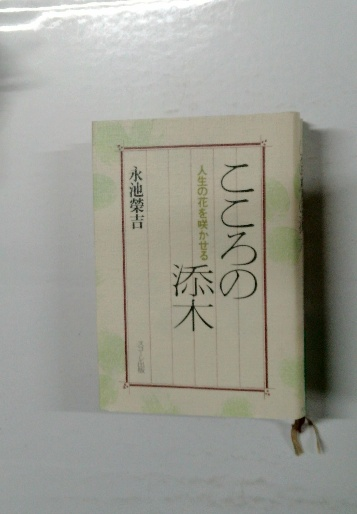 こころの
添木
人生の花を咲かせる
永池榮吉